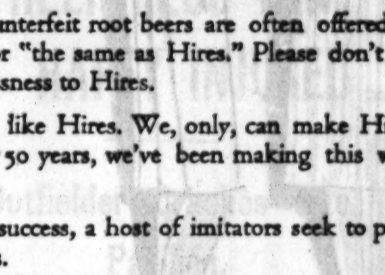 nterfeit root beers are often offered
r "the same as Hires." Please don't
sness to Hires.
like Hires. We, only, can make H
50 years, we've been making this
success, a host of imitators seek to p
s.